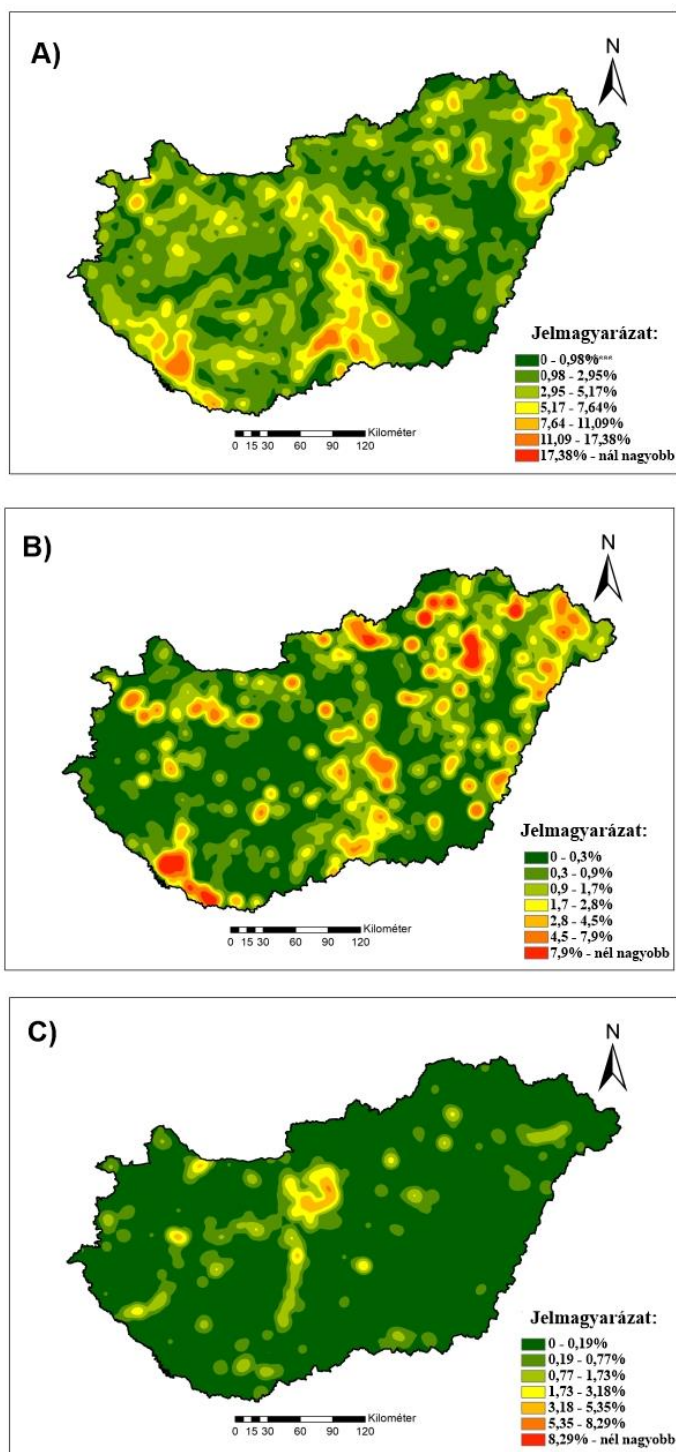 A)
N
Jelmagyarázat:
0 - 0,98%***
0,98 - 2,95%
2,95 - 5,17%
5,17 - 7,64%
7,64 - 11,09%
11,09 - 17,38%
17,38% - nál nagyobb
Kilométer
0 15 30 60 90 120
B)
N
Jelmagyarázat:
0 - 0,3%
0,3 - 0,9%
0,9 - 1,7%
1,7 - 2,8%
2,8 - 4,5%
4,5 - 7,9%
7,9% - nél nagyobb
Kilométer
0 15 30 60 90 120
C)
N
Jelmagyarázat:
0 - 0,19%
0,19 - 0,77%
0,77 - 1,73%
1,73 - 3,18%
3,18 - 5,35%
5,35 - 8,29%
8,29% - nél nagyobb
Kilométer
0 15 30 60 90 120